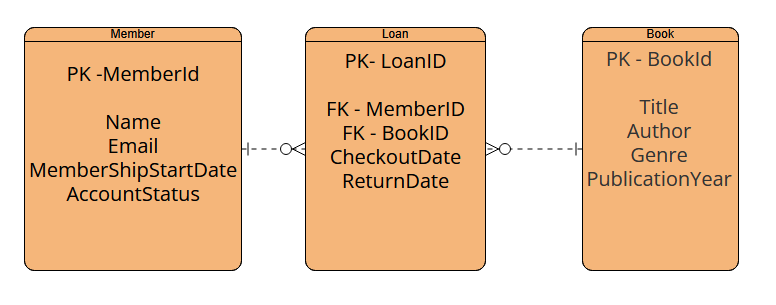 Member
PK -MemberId
Name
Email
MemberShipStartDate
AccountStatus
Loan
PK- LoanID
FK - MemberID
FK - BookID
CheckoutDate
ReturnDate
Book
PK - BookId
Title
Author
Genre
PublicationYear